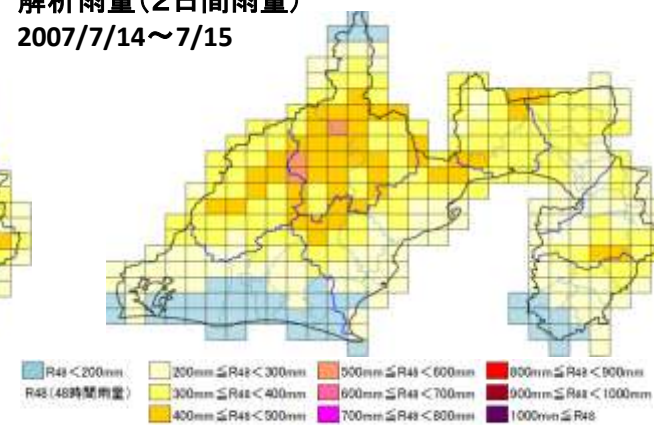 解析雨量(2日間雨量)
2007/7/14～7/15
R48＜200mm
200mm≦R48＜300mm
500mm≦R48＜600mm
800mm≦R48＜900mm
R48(48時間雨量)
300mm≦R48＜400mm
600mm≦R48＜700mm
900mm≦R48＜1000mm
400mm≦R48＜500mm
700mm≦R48＜800mm
1000mm≦R48